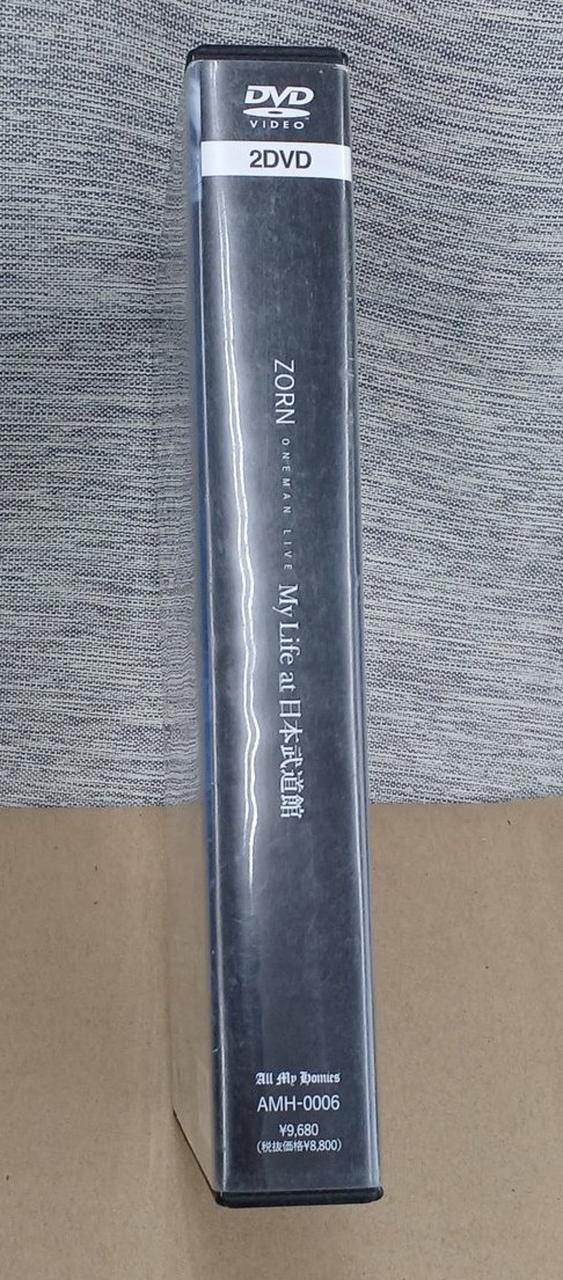 DVD
VIDEO
2DVD
ZORN ONEMAN LIVE My Life at 日本武道館
All My Homies
AMH-0006
¥9,680
(税抜価格¥8,800)